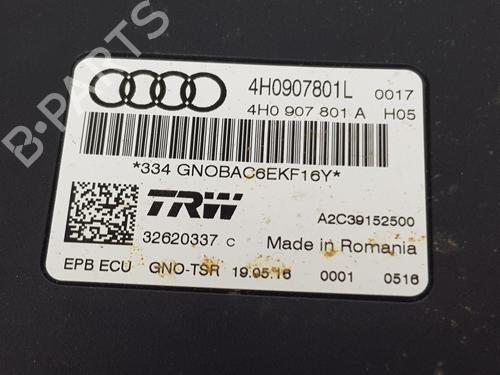 B-PARTS
4H0907801L 0017
4H0 907 801 A H05
*334 GNOBAC6EKF16Y*
TRW A2C39152500
32620337 C Made in Romania
EPB ECU GNO-TSR 19.05.16 0001 0516